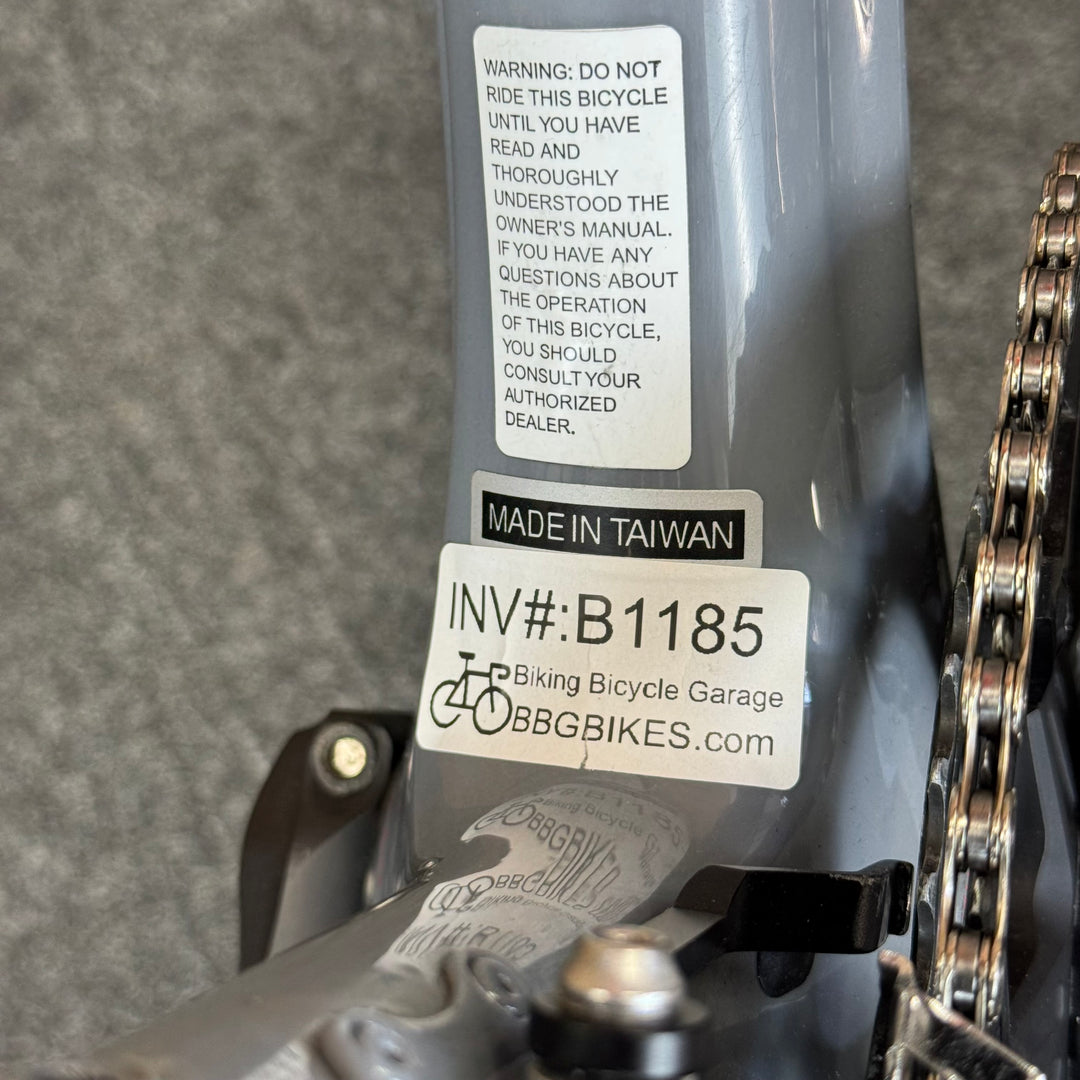 WARNING: DO NOT
RIDE THIS BICYCLE
UNTIL YOU HAVE
READ AND
THOROUGHLY
UNDERSTOOD THE
OWNER'S MANUAL.
IF YOU HAVE ANY
QUESTIONS ABOUT
THE OPERATION
OF THIS BICYCLE,
YOU SHOULD
CONSULT YOUR
AUTHORIZED
DEALER.
MADE IN TAIWAN
INV#:B1185
Biking Bicycle Garage
BBGBIKES.com